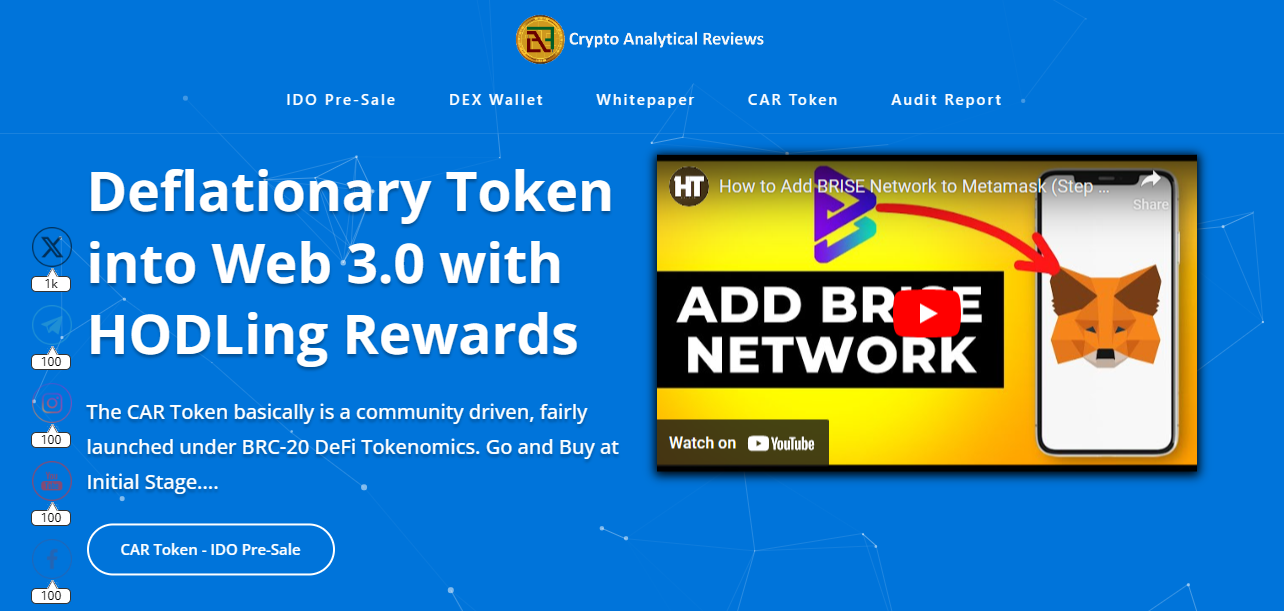 Crypto Analytical Reviews
IDO Pre-Sale DEX Wallet Whitepaper CAR Token Audit Report
Deflationary Token
into Web 3.0 with
HODLing Rewards
The CAR Token basically is a community driven, fairly
launched under BRC-20 DeFi Tokenomics. Go and Buy at
Initial Stage....
CAR Token - IDO Pre-Sale
1k
100
100
100
100
HT
How to Add BRISE Network to Metamask (Step ...
Share
ADD BRISE
NETWORK
Watch on YouTube